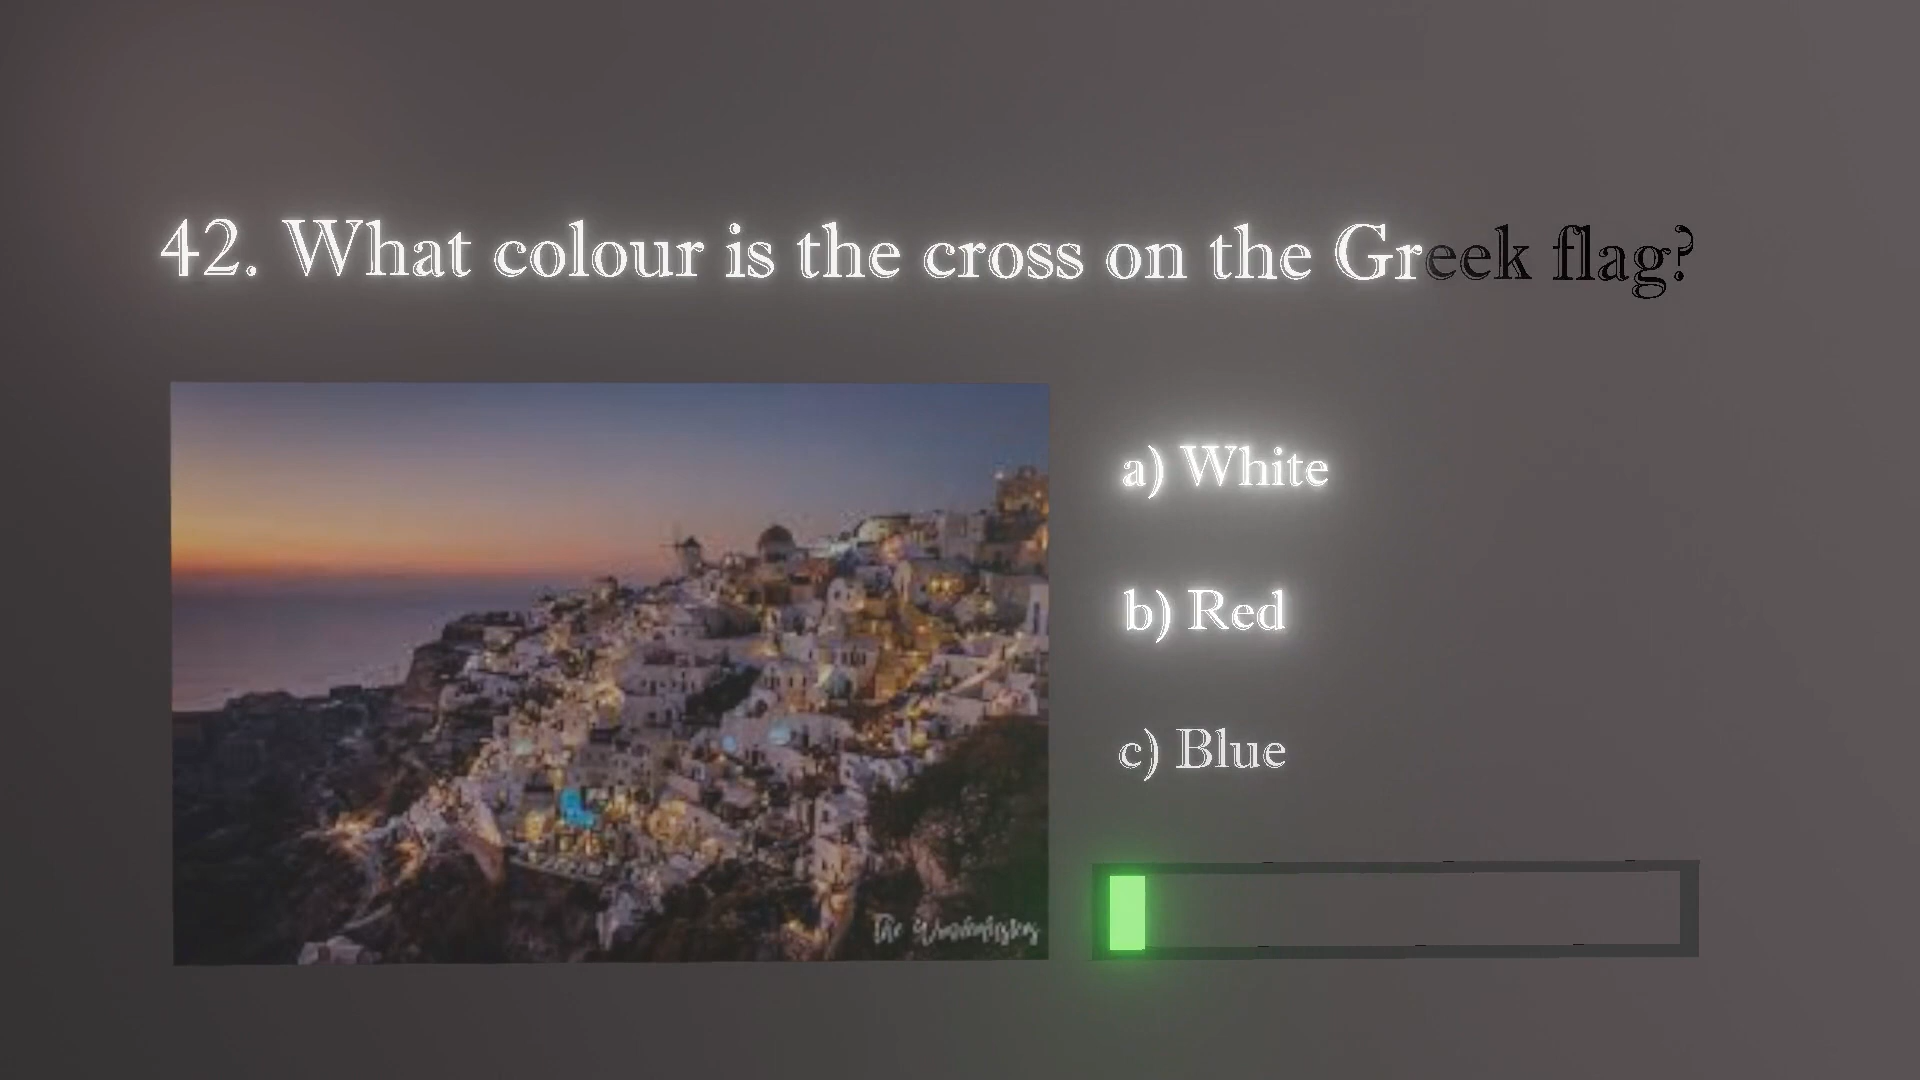 42. What colour is the cross on the Greek flag?
a) White
b) Red
c) Blue